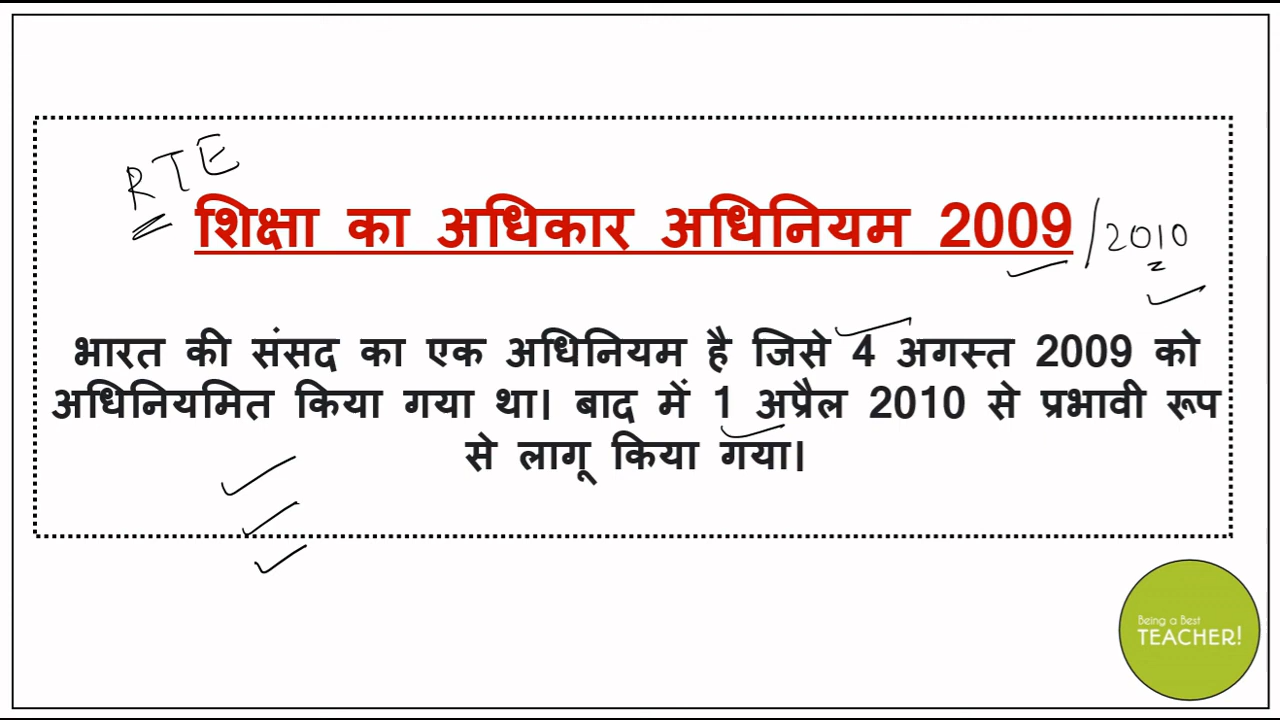 RTE
शिक्षा का अधिकार अधिनियम 2009 /2010
भारत की संसद का एक अधिनियम है जिसे 4 अगस्त 2009 को
अधिनियमित किया गया था। बाद में 1 अप्रैल 2010 से प्रभावी रूप
से लागू किया गया।
Being a Best
TEACHER!